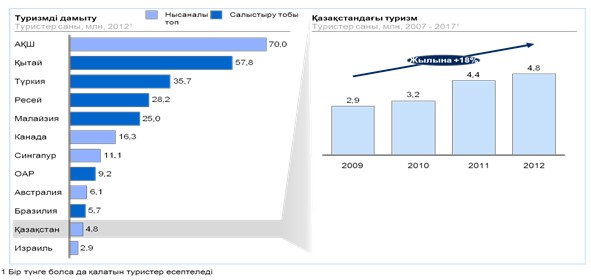 Туризмді дамыту
Туристер саны, млн. 2012¹
Нысаналы топ
Салыстыру тобы
АҚШ 70,0
Қытай 57,8
Түркия 35,7
Ресей 28,2
Малайзия 25,0
Канада 16,3
Сингапур 11,1
ОАР 9,2
Австралия 6,1
Бразилия 5,7
Қазақстан 4,8
Израиль 2,9
Қазақстандағы туризм
Туристер саны, млн. 2007 - 2017¹
Жылына +18%
2,9 3,2 4,4 4,8
2009 2010 2011 2012
1 Бір түнге болса да қалатын туристер есептеледі